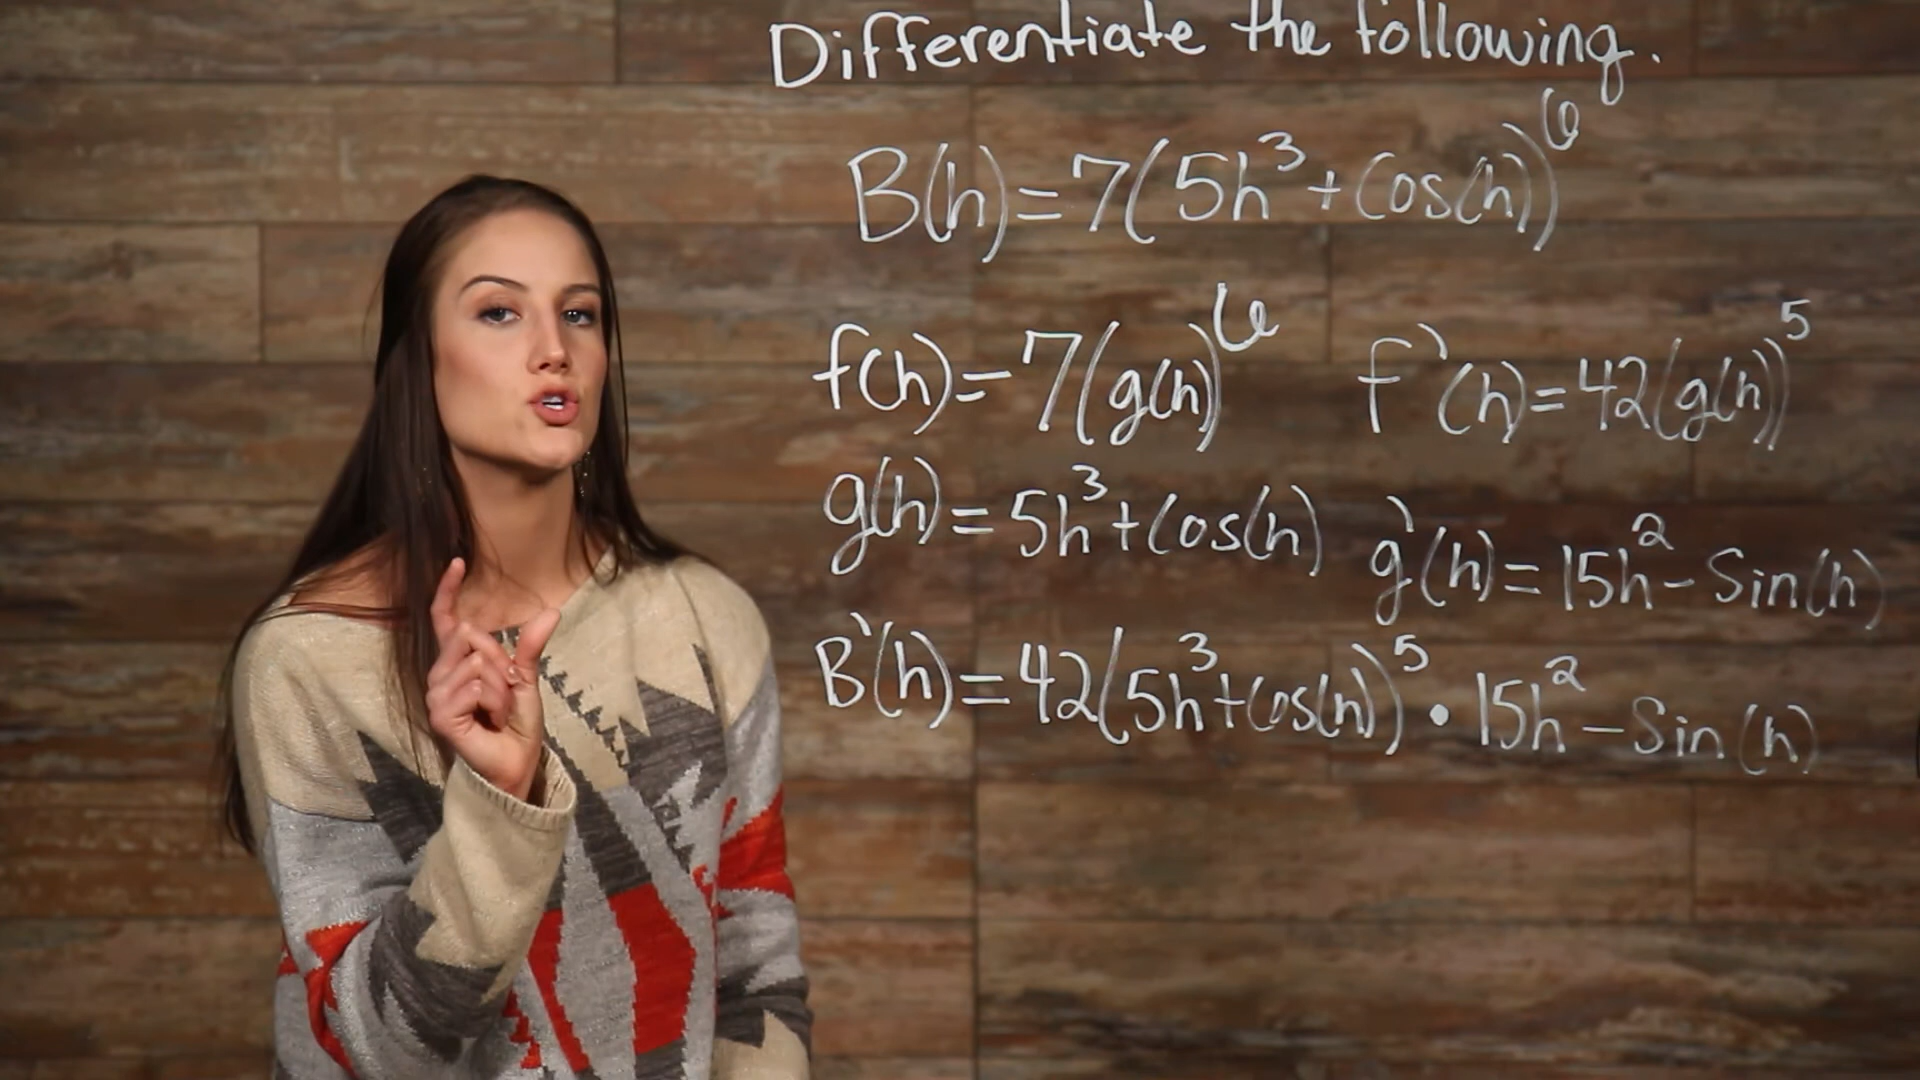 Differentiate the following.
B(h)=7(5h³+Cos(h))⁶
f(h)=7(g(h))⁶ f`(h)=42(g(h))⁵
g(h)=5h³+Cos(h) g`(h)=15h²-Sin(h)
B`(h)=42(5h³+Cos(h))⁵•15h²-Sin(h)